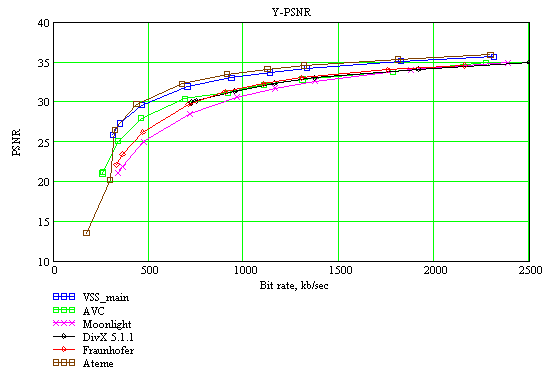 Y-PSNR
40
35
30
25
20
15
10
PSNR
0 500 1000 1500 2000 2500
Bit rate, kb/sec
VSS_main
AVC
Moonlight
DivX 5.1.1
Fraunhofer
Ateme